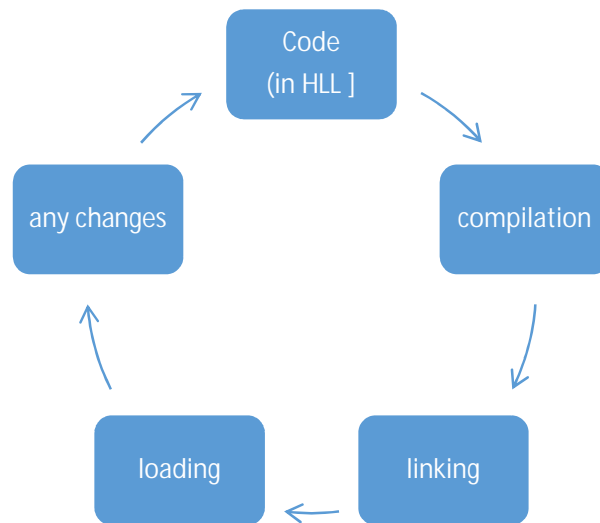 Code
(in HLL ]
compilation
linking
loading
any changes